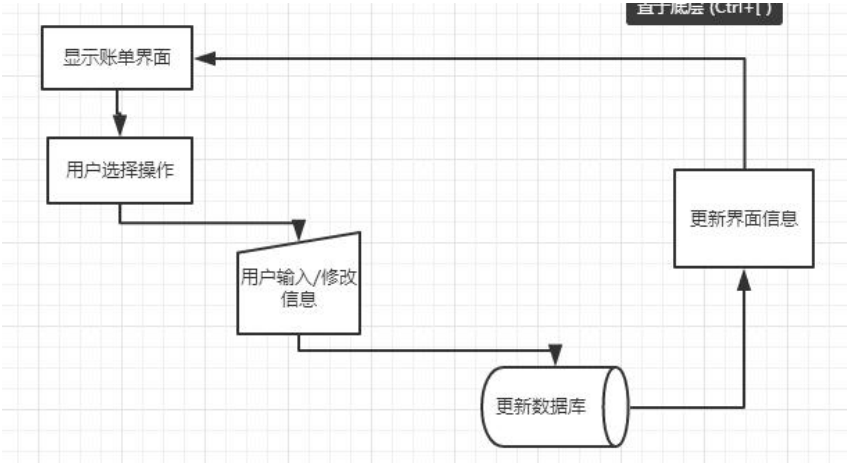 置于底层 (Ctrl+[ )
显示账单界面
用户选择操作
更新界面信息
用户输入/修改
信息
更新数据库